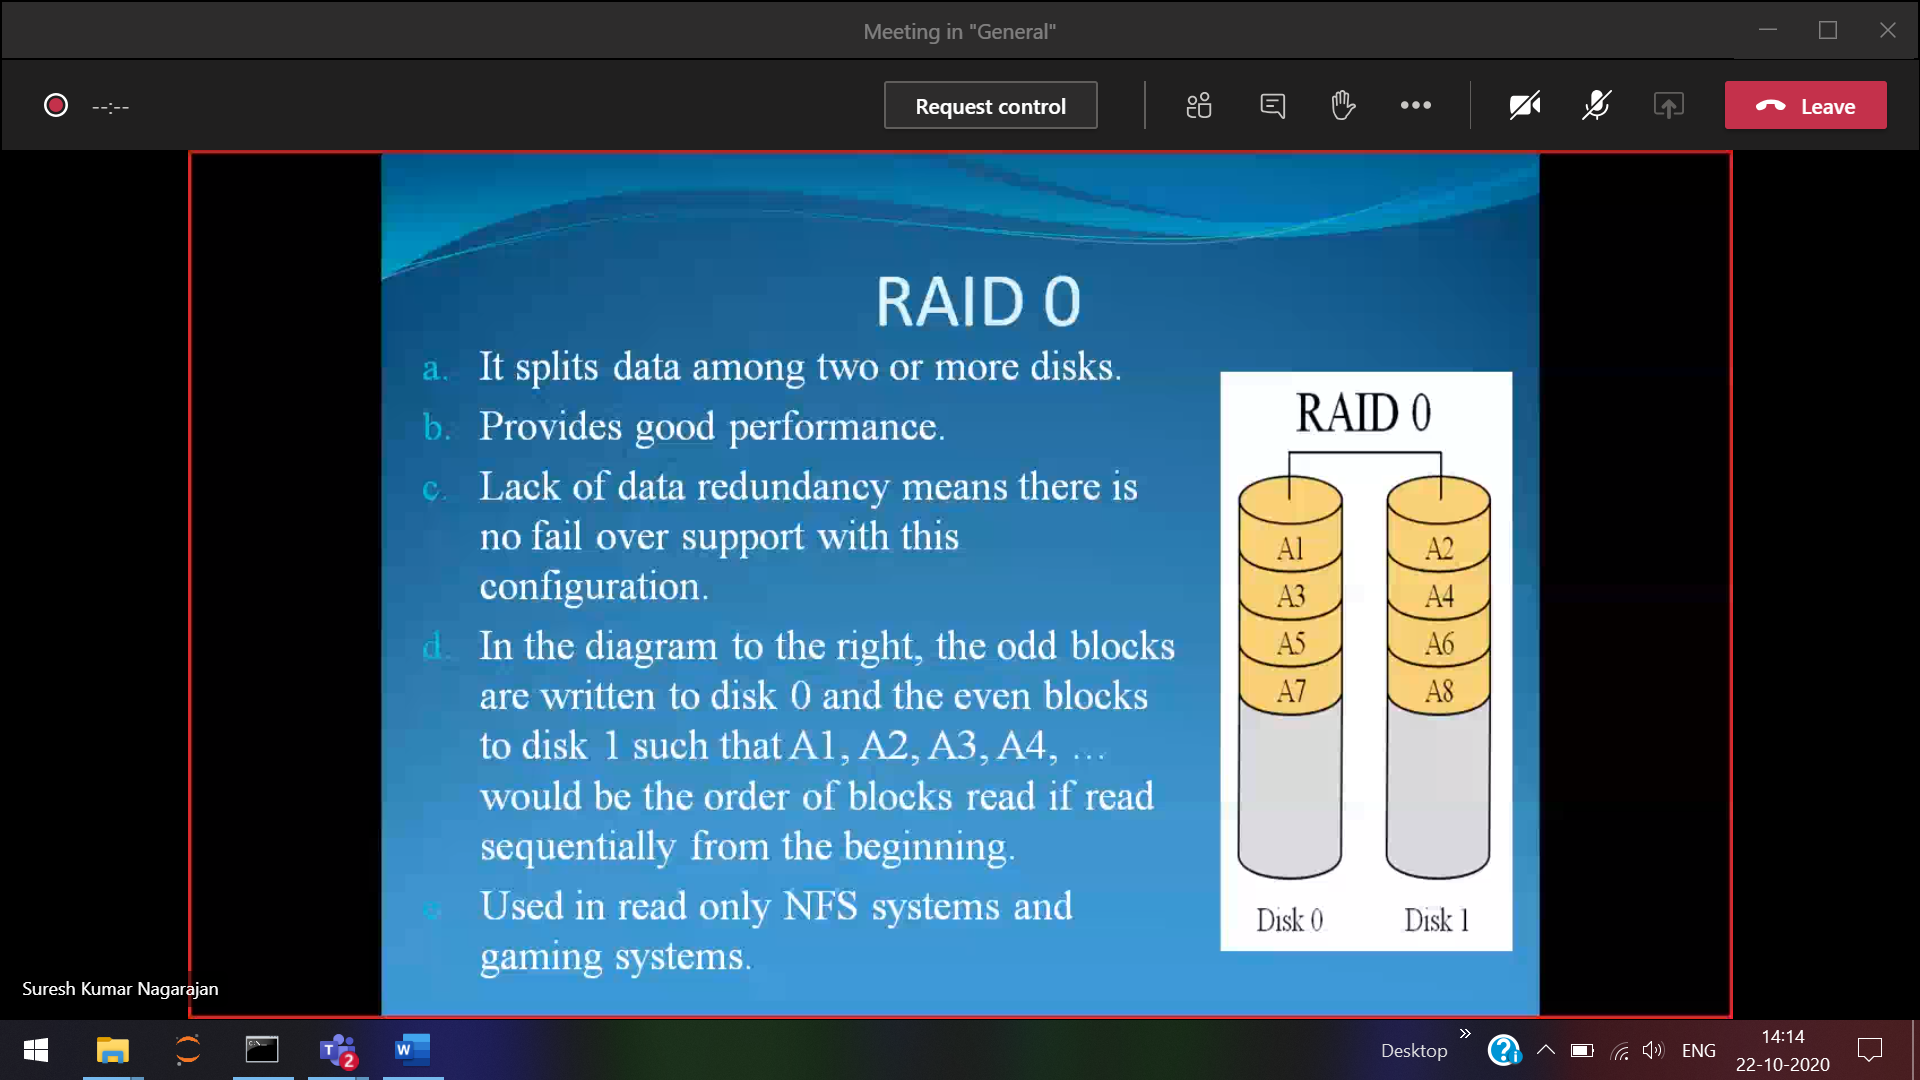 Meeting in "General"
--:--
Request control
Leave
RAID 0
a. It splits data among two or more disks.
b. Provides good performance.
c. Lack of data redundancy means there is
no fail over support with this
configuration.
d. In the diagram to the right, the odd blocks
are written to disk 0 and the even blocks
to disk 1 such that A1, A2, A3, A4, …
would be the order of blocks read if read
sequentially from the beginning.
e. Used in read only NFS systems and
gaming systems.
RAID 0
A1 A2
A3 A4
A5 A6
A7 A8
Disk 0 Disk 1
Suresh Kumar Nagarajan
T 2
W
Desktop
ENG
14:14
22-10-2020